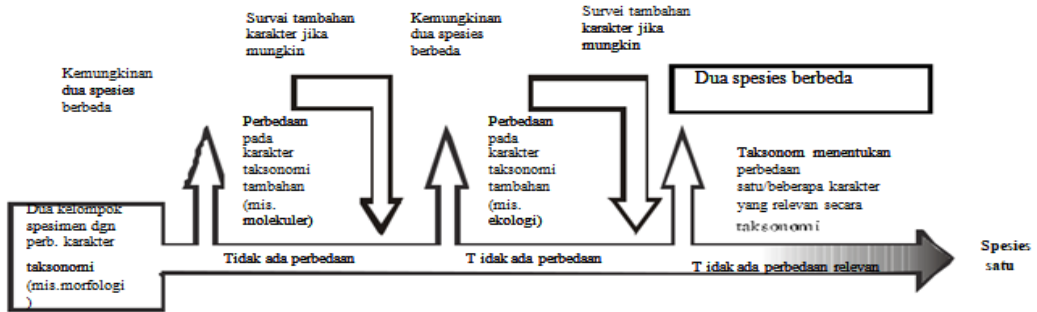 Survai tambahan
karakter jika
mungkin
Kemungkinan
dua spesies
berbeda
Survei tambahan
karakter jika
mungkin
Kemungkinan
dua spesies
berbeda
Dua spesies berbeda
Perbedaan
pada
karakter
taksonomi
tambahan
(mis.
molekuler)
Perbedaan
pada
karakter
taksonomi
tambahan
(mis.
ekologi)
Taksonom menentukan
perbedaan
satu/beberapa karakter
yang relevan secara
taksonomi
Dua kelompok
spesimen dgn
perb. karakter
taksonomi
(mis.morfologi
)
Tidak ada perbedaan
T idak ada perbedaan
T idak ada perbedaan relevan
Spesies
satu